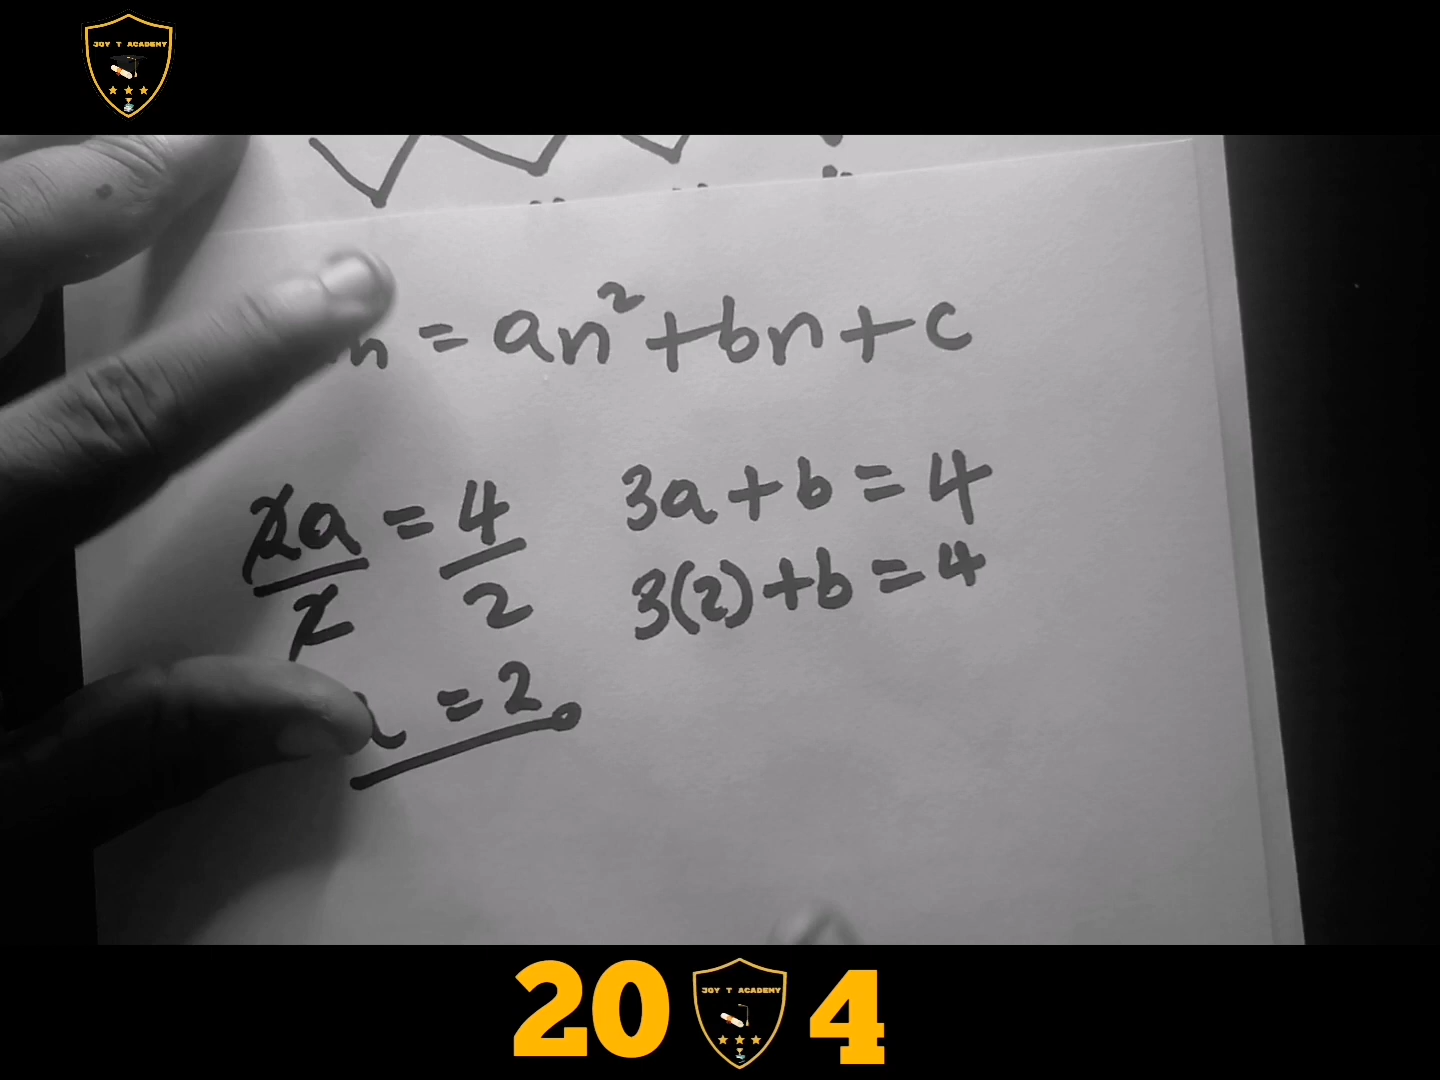 JOY T ACADEMY
n = an² + bn + c
2a = 4
2 2
= 2
3a + b = 4
3(2) + b = 4
20 4
JOY T ACADEMY